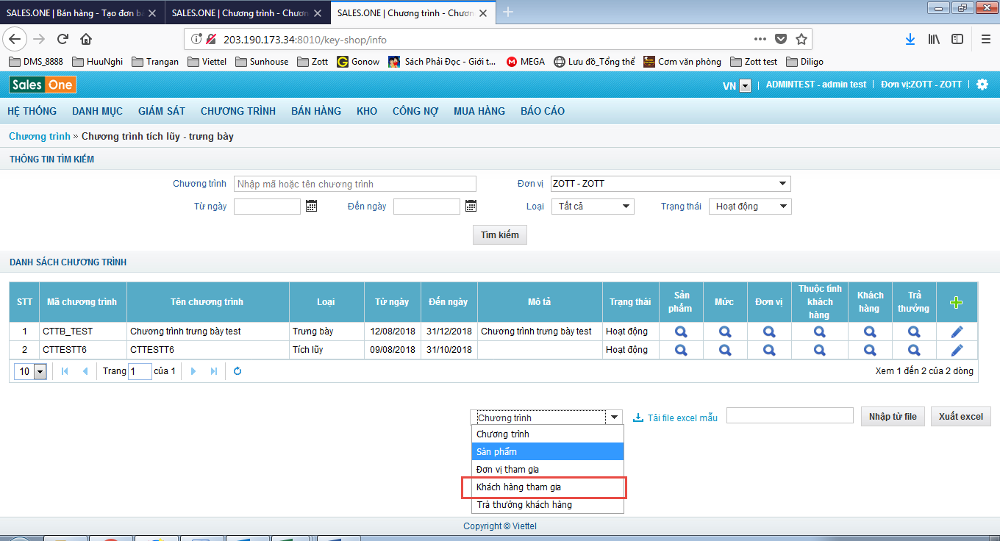 SALES.ONE | Bán hàng - Tạo đơn bá
SALES.ONE | Chương trình - Chươn
SALES.ONE | Chương trình - Chươn
203.190.173.34:8010/key-shop/info
DMS_8888 HuuNghi Trangan Viettel Sunhouse Zott Gonow Sách Phải Đọc - Giới t... MEGA Lưu đồ_Tổng thể Cơm văn phòng Zott test Diligo
Sales One
VN | ADMINTEST - admin test | Đơn vị:ZOTT - ZOTT |
HỆ THỐNG DANH MỤC GIÁM SÁT CHƯƠNG TRÌNH BÁN HÀNG KHO CÔNG NỢ MUA HÀNG BÁO CÁO
Chương trình » Chương trình tích lũy - trưng bày
THÔNG TIN TÌM KIẾM
Chương trình Nhập mã hoặc tên chương trình Đơn vị ZOTT - ZOTT
Từ ngày Đến ngày Loại Tất cả Trạng thái Hoạt động
Tìm kiếm
DANH SÁCH CHƯƠNG TRÌNH
STT Mã chương trình Tên chương trình Loại Từ ngày Đến ngày Mô tả Trạng thái Sản phẩm Mức Đơn vị Thuộc tính khách hàng Khách hàng Trả thưởng
1 CTTB_TEST Chương trình trưng bày test Trưng bày 12/08/2018 31/12/2018 Chương trình trưng bày test Hoạt động
2 CTTESTT6 CTTESTT6 Tích lũy 09/08/2018 31/10/2018 Hoạt động
10 Trang 1 của 1 Xem 1 đến 2 của 2 dòng
Chương trình Tải file excel mẫu Nhập từ file Xuất excel
Chương trình
Sản phẩm
Đơn vị tham gia
Khách hàng tham gia
Trả thưởng khách hàng
Copyright © Viettel